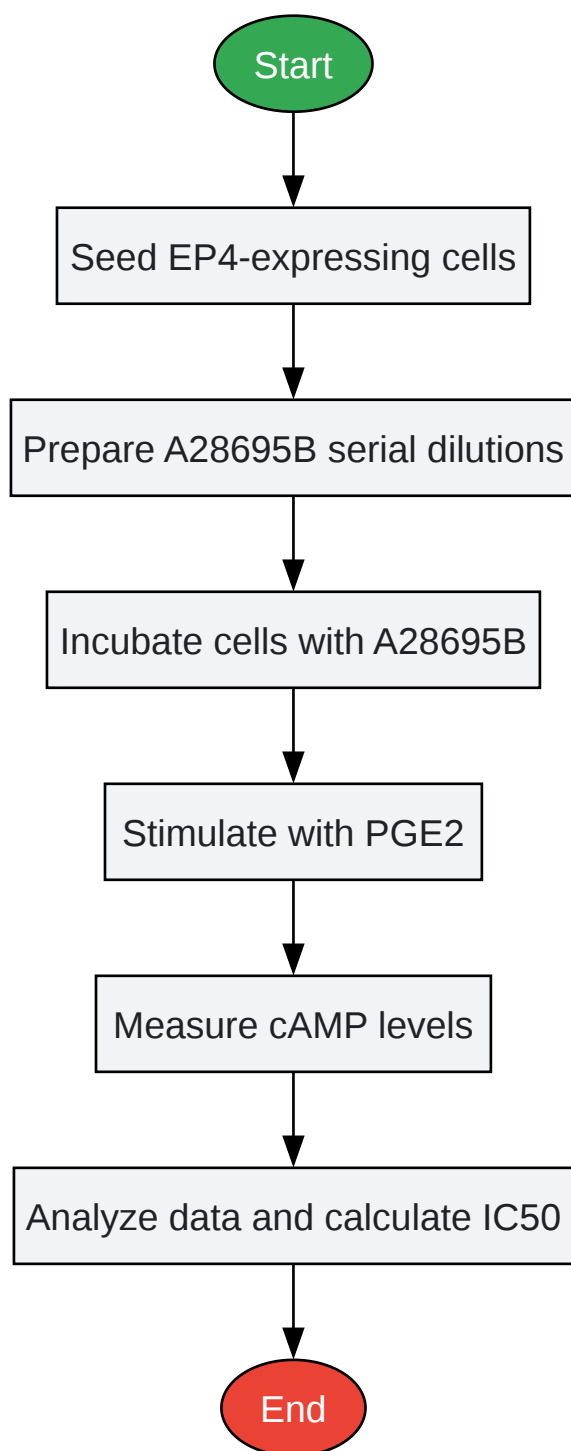 Start
Seed EP4-expressing cells
Prepare A28695B serial dilutions
Incubate cells with A28695B
Stimulate with PGE2
Measure cAMP levels
Analyze data and calculate IC50
End